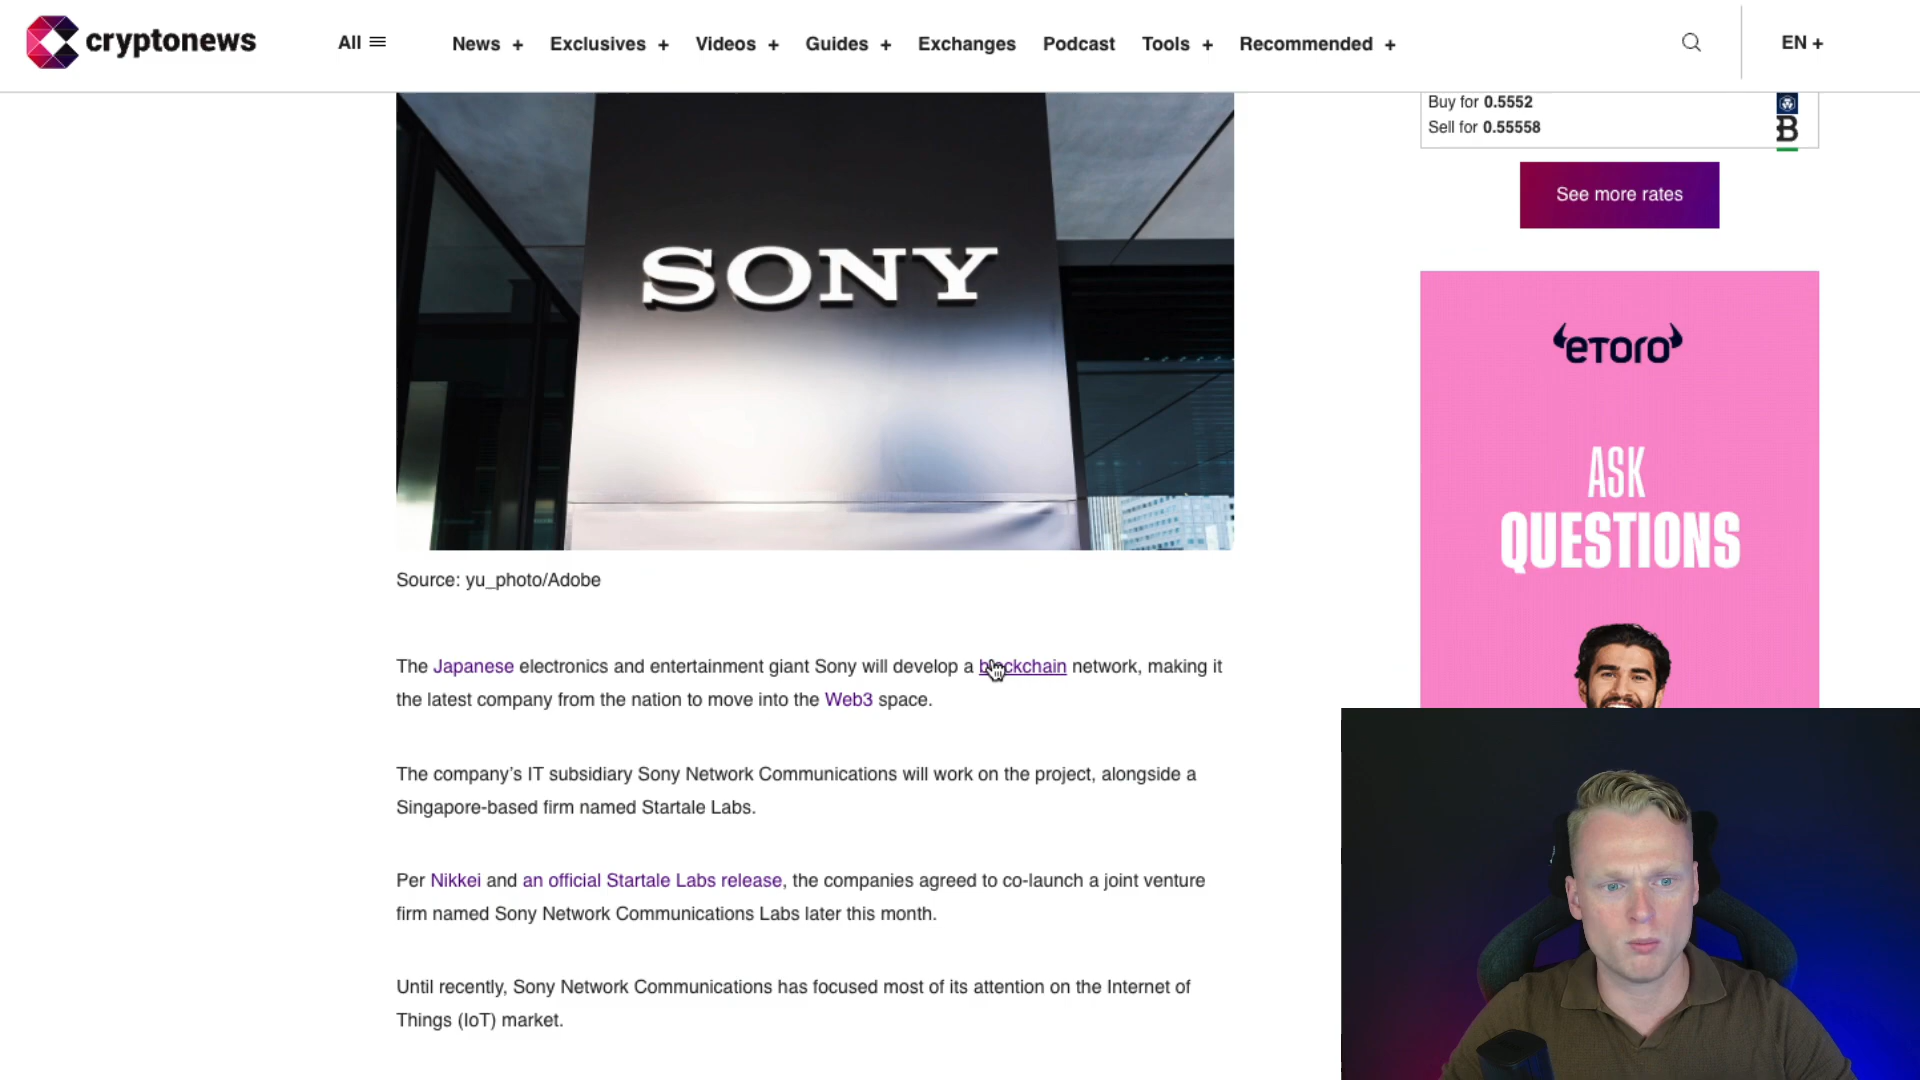 cryptonews
All
News +
Exclusives +
Videos +
Guides +
Exchanges
Podcast
Tools +
Recommended +
EN +
Buy for 0.5552
Sell for 0.55558
See more rates
SONY
eToro
ASK
QUESTIONS
Source: yu_photo/Adobe
The Japanese electronics and entertainment giant Sony will develop a blockchain network, making it
the latest company from the nation to move into the Web3 space.
The company’s IT subsidiary Sony Network Communications will work on the project, alongside a
Singapore-based firm named Startale Labs.
Per Nikkei and an official Startale Labs release, the companies agreed to co-launch a joint venture
firm named Sony Network Communications Labs later this month.
Until recently, Sony Network Communications has focused most of its attention on the Internet of
Things (IoT) market.